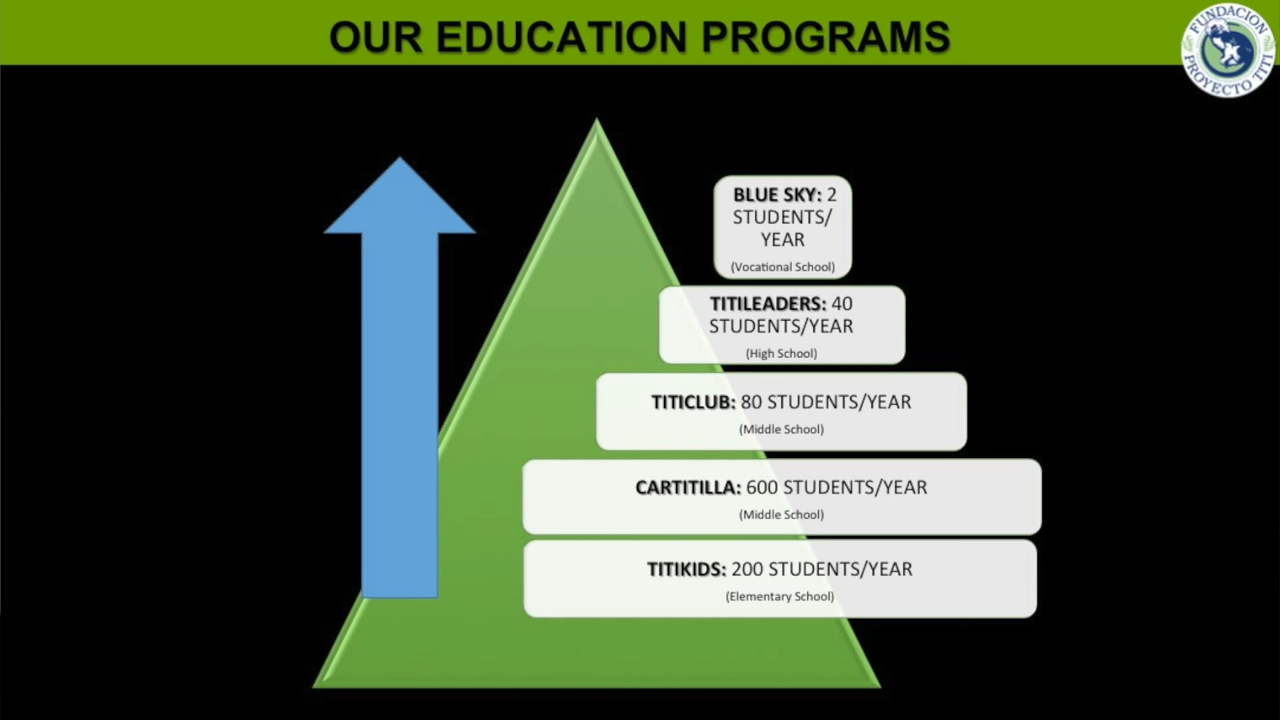 OUR EDUCATION PROGRAMS
FUNDACION
PROYECTO TITI
BLUE SKY: 2
STUDENTS/
YEAR
(Vocational School)
TITILEADERS: 40
STUDENTS/YEAR
(High School)
TITICLUB: 80 STUDENTS/YEAR
(Middle School)
CARTITILLA: 600 STUDENTS/YEAR
(Middle School)
TITIKIDS: 200 STUDENTS/YEAR
(Elementary School)